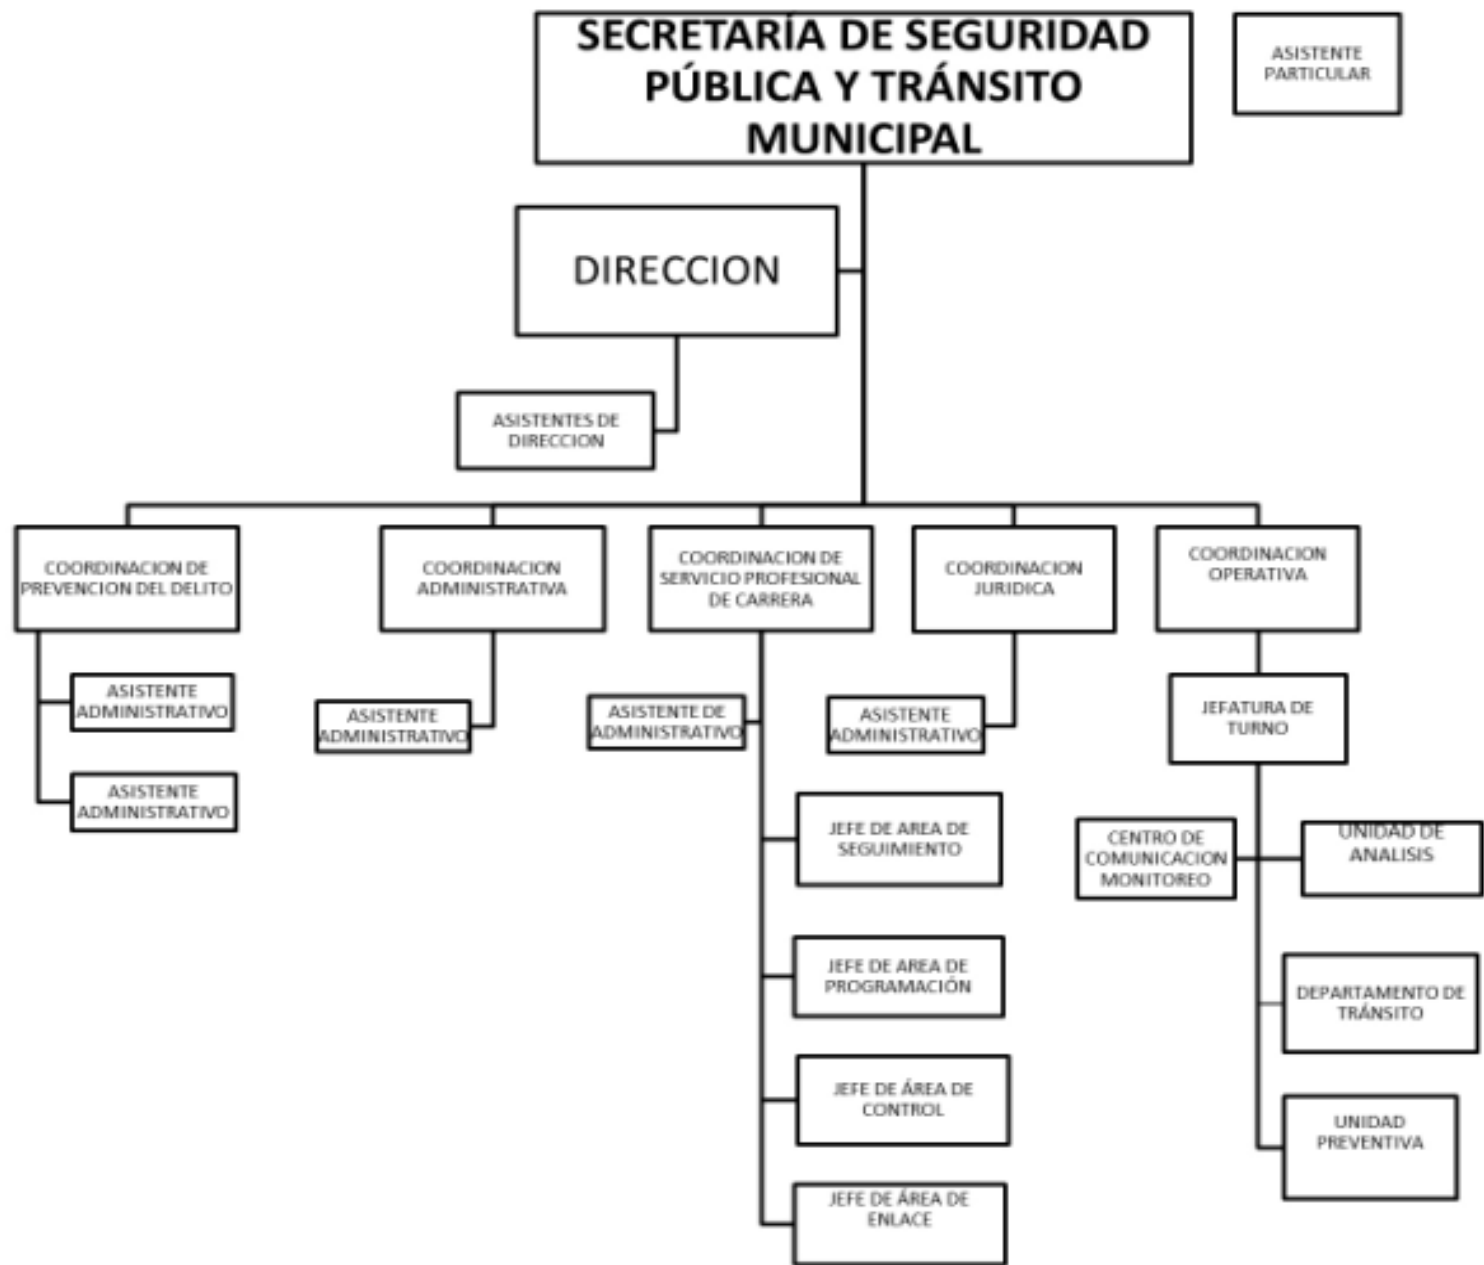 SECRETARÍA DE SEGURIDAD
PÚBLICA Y TRÁNSITO
MUNICIPAL
ASISTENTE
PARTICULAR
DIRECCION
ASISTENTES DE
DIRECCION
COORDINACION DE
PREVENCION DEL DELITO
COORDINACION
ADMINISTRATIVA
COORDINACION DE
SERVICIO PROFESIONAL
DE CARRERA
COORDINACION
JURIDICA
COORDINACION
OPERATIVA
ASISTENTE
ADMINISTRATIVO
ASISTENTE
ADMINISTRATIVO
ASISTENTE
ADMINISTRATIVO
ASISTENTE DE
ADMINISTRATIVO
ASISTENTE
ADMINISTRATIVO
JEFATURA DE
TURNO
JEFE DE AREA DE
SEGUIMIENTO
JEFE DE AREA DE
PROGRAMACIÓN
JEFE DE ÁREA DE
CONTROL
JEFE DE ÁREA DE
ENLACE
CENTRO DE
COMUNICACION
MONITOREO
UNIDAD DE
ANALISIS
DEPARTAMENTO DE
TRÁNSITO
UNIDAD
PREVENTIVA